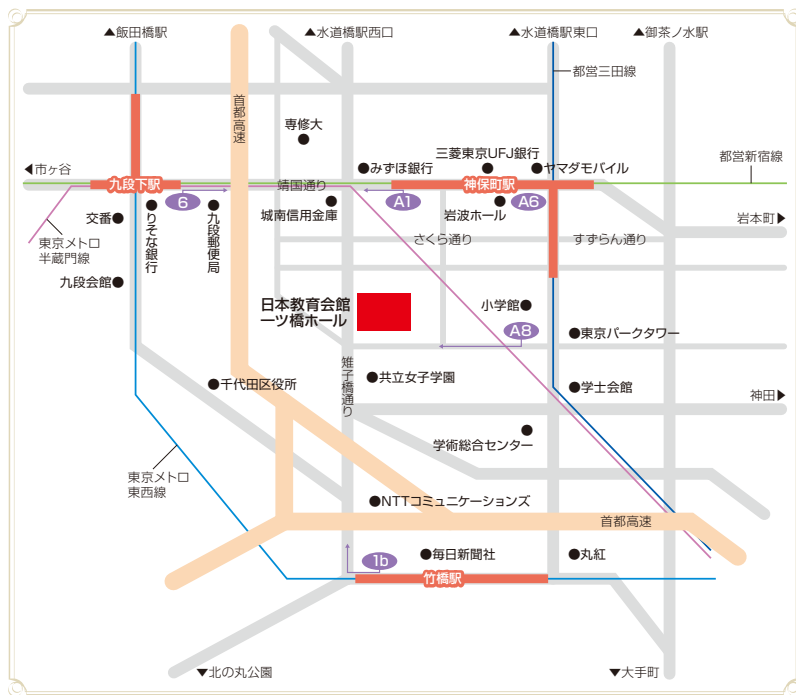 ▲飯田橋駅
▲水道橋駅西口
▲水道橋駅東口
▲御茶ノ水駅
都営三田線
首都高速
専修大
三菱東京UFJ銀行
◀市ヶ谷
みずほ銀行
ヤマダモバイル
都営新宿線
九段下駅
靖国通り
神保町駅
6
A1
A6
交番
りそな銀行
九段郵便局
城南信用金庫
岩波ホール
岩本町▶
東京メトロ
半蔵門線
さくら通り
すずらん通り
九段会館
日本教育会館
一ツ橋ホール
小学館
A8
東京パークタワー
雉子橋通り
千代田区役所
共立女子学園
学士会館
神田▶
学術総合センター
東京メトロ
東西線
NTTコミュニケーションズ
首都高速
1b
毎日新聞社
丸紅
竹橋駅
▼北の丸公園
▼大手町